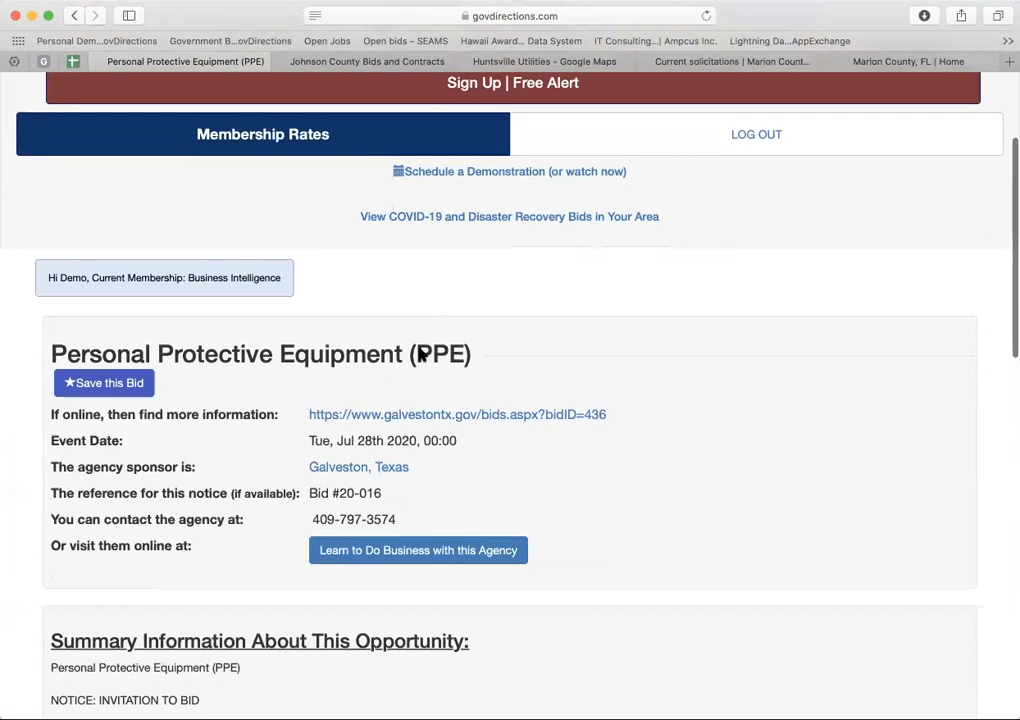 govdirections.com
Personal Dem...ovDirections Government B...ovDirections Open Jobs Open bids – SEAMS Hawaii Award... Data System IT Consulting...| Ampcus Inc. Lightning Da...AppExchange
G Personal Protective Equipment (PPE) Johnson County Bids and Contracts Huntsville Utilities - Google Maps Current solicitations | Marion Count... Marion County, FL | Home
Sign Up | Free Alert
Membership Rates LOG OUT
Schedule a Demonstration (or watch now)
View COVID-19 and Disaster Recovery Bids in Your Area
Hi Demo, Current Membership: Business Intelligence
Personal Protective Equipment (PPE)
★Save this Bid
If online, then find more information: https://www.galvestontx.gov/bids.aspx?bidID=436
Event Date: Tue, Jul 28th 2020, 00:00
The agency sponsor is: Galveston, Texas
The reference for this notice (if available): Bid #20-016
You can contact the agency at: 409-797-3574
Or visit them online at: Learn to Do Business with this Agency
Summary Information About This Opportunity:
Personal Protective Equipment (PPE)
NOTICE: INVITATION TO BID